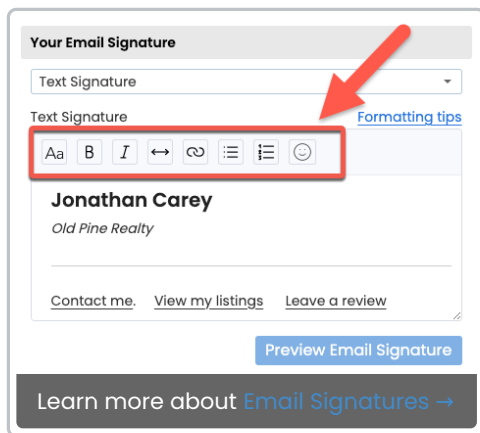 Your Email Signature
Text Signature
Text Signature Formatting tips
Aa B I
Jonathan Carey
Old Pine Realty
Contact me. View my listings Leave a review
Preview Email Signature
Learn more about Email Signatures →